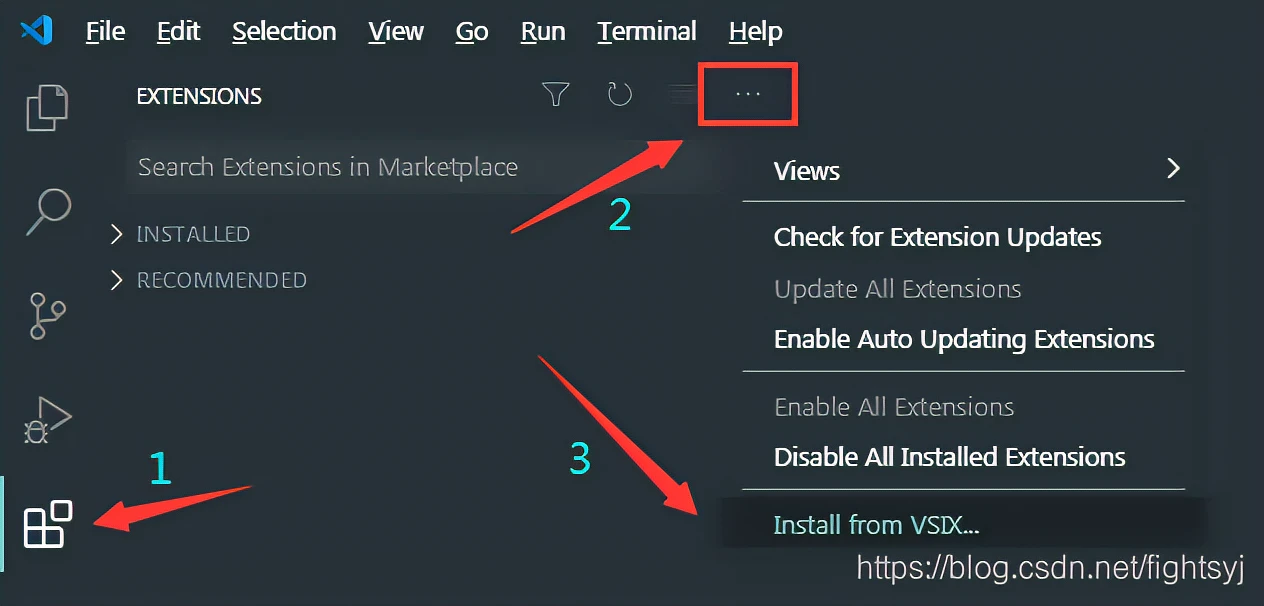 File Edit Selection View Go Run Terminal Help
EXTENSIONS
...
Search Extensions in Marketplace
INSTALLED
RECOMMENDED
2
Views
Check for Extension Updates
Update All Extensions
Enable Auto Updating Extensions
Enable All Extensions
Disable All Installed Extensions
1
3
Install from VSIX...
https://blog.csdn.net/fightsyj